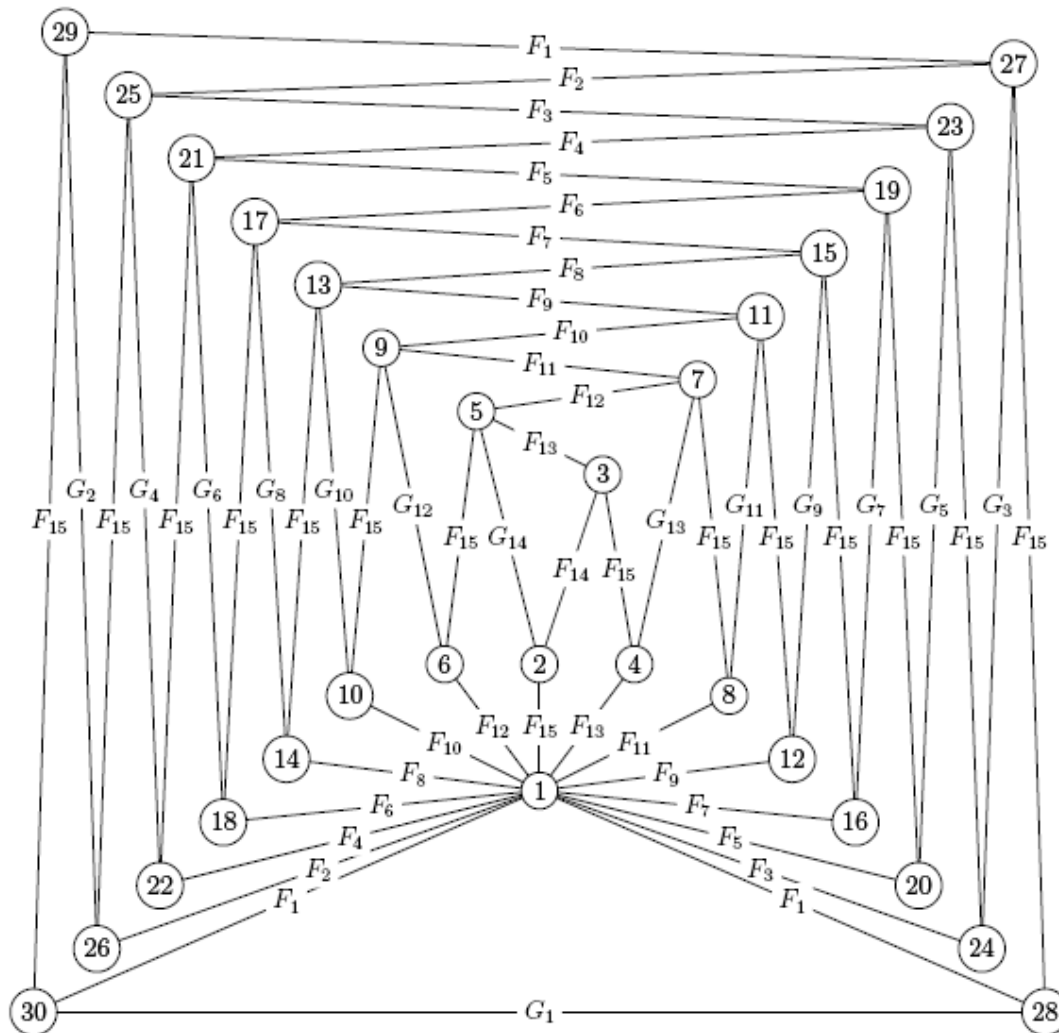 29
F₁
27
F₂
25
F₃
23
F₄
21
F₅
19
F₆
17
F₇
15
F₈
13
F₉
11
F₁₀
9
F₁₁
7
F₁₂
5
F₁₃
3
G₂ G₄ G₆ G₈ G₁₀ G₁₂ G₁₁ G₉ G₇ G₅ G₃
F₁₅ F₁₅ F₁₅ F₁₅ F₁₅ F₁₅ F₁₅ G₁₄ G₁₃ F₁₅ F₁₅ F₁₅ F₁₅ F₁₅ F₁₅
F₁₄ F₁₅
6 2 4
10 8
F₁₂ F₁₅ F₁₃
F₁₀ F₁₁
14 F₈ F₉ 12
1
18 F₆ F₇ 16
F₄ F₅
22 F₂ F₃ 20
F₁ F₁
26 24
30 G₁ 28